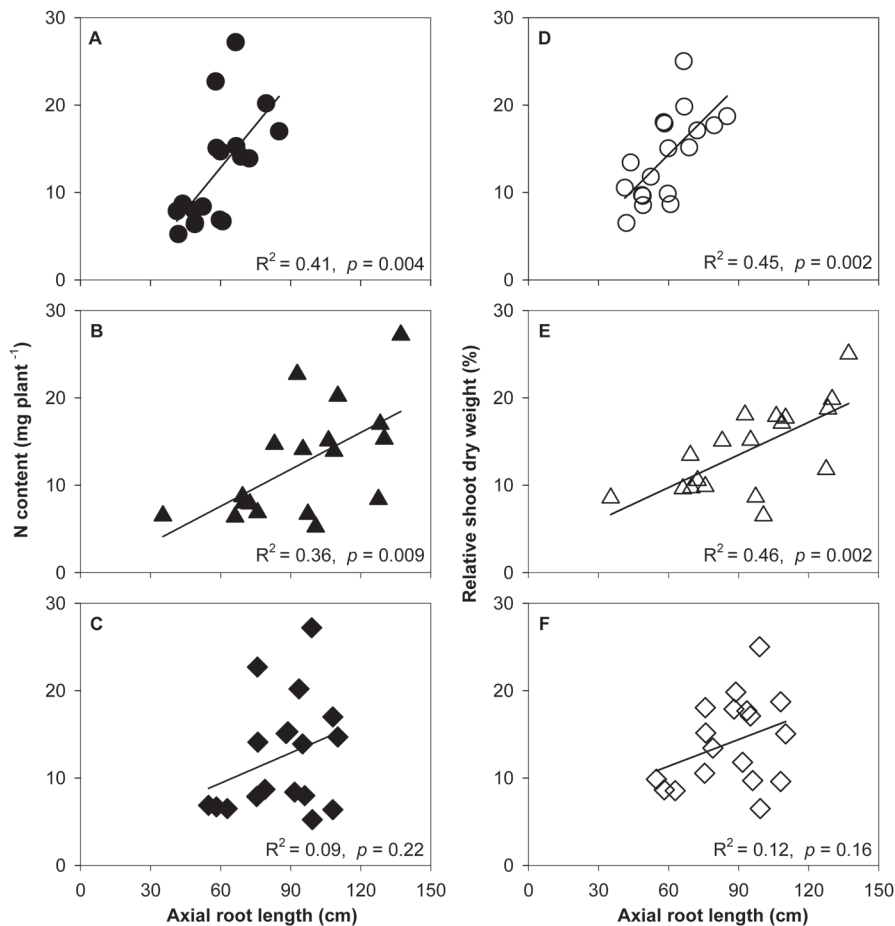 A
30
20
10
0
R² = 0.41, p = 0.004
D
30
20
10
0
R² = 0.45, p = 0.002
B
30
20
10
0
R² = 0.36, p = 0.009
E
30
20
10
0
R² = 0.46, p = 0.002
C
30
20
10
0
R² = 0.09, p = 0.22
F
30
20
10
0
R² = 0.12, p = 0.16
N content (mg plant ⁻¹)
Relative shoot dry weight (%)
0 30 60 90 120 150
0 30 60 90 120 150
Axial root length (cm)
Axial root length (cm)